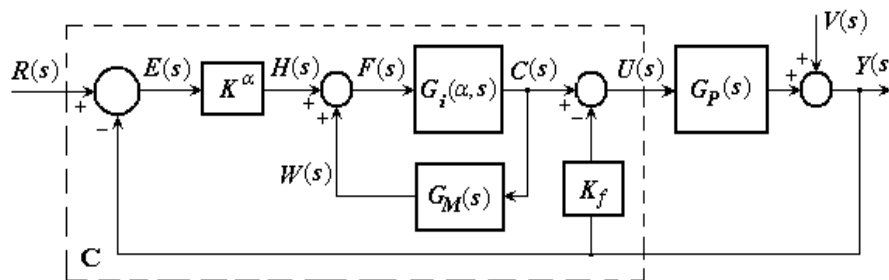 V(s)
R(s) E(s) H(s) F(s) C(s) U(s) Y(s)
K^α G_i(α,s) G_P(s)
+ − + + + − + +
W(s) G_M(s) K_f
C